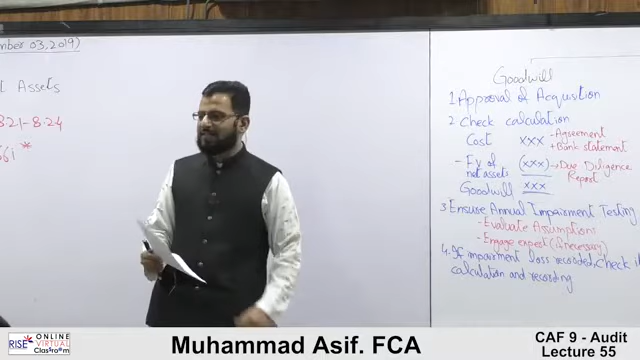 mber 03, 2019)
t Assets
8.21-8.24
Goodwill
1 Approval of Acquisition
2 Check calculation
Cost xxx - Agreement
+ Bank statement
- FV of net assets (xxx) → Due Diligence Report
Goodwill xxx
3 Ensure Annual Impairment Testing
- Evaluate Assumptions
- Engage expert (if necessary)
4. If impairment loss recorded, check it
calculation and recording
RISE ONLINE VIRTUAL Classroom
Muhammad Asif. FCA
CAF 9 - Audit
Lecture 55